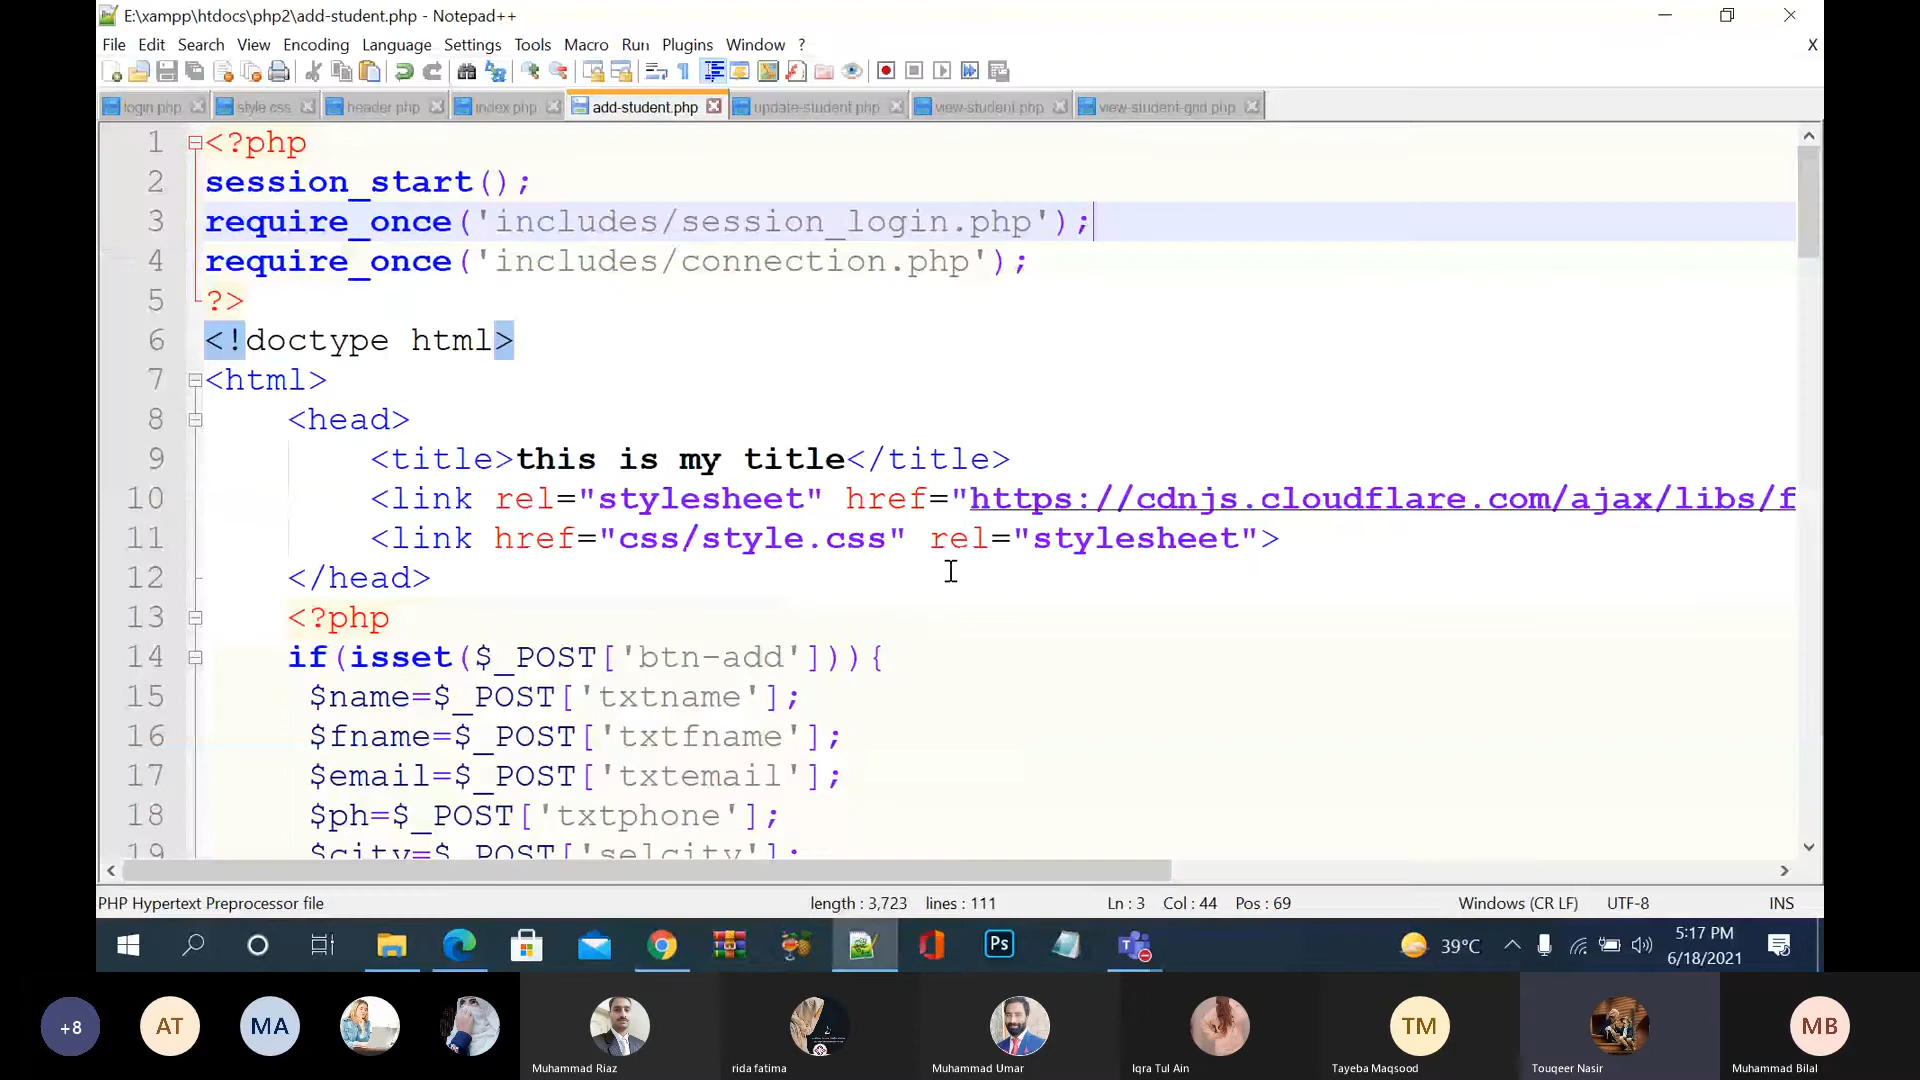 E:\xampp\htdocs\php2\add-student.php - Notepad++
File Edit Search View Encoding Language Settings Tools Macro Run Plugins Window ? X
login.php style.css header.php index.php add-student.php update-student.php view-student.php view-student-grid.php
1 <?php
2 session_start();
3 require_once('includes/session_login.php');
4 require_once('includes/connection.php');
5 ?>
6 <!doctype html>
7 <html>
8 <head>
9 <title>this is my title</title>
10 <link rel="stylesheet" href="https://cdnjs.cloudflare.com/ajax/libs/f
11 <link href="css/style.css" rel="stylesheet">
12 </head>
13 <?php
14 if(isset($_POST['btn-add'])){
15 $name=$_POST['txtname'];
16 $fname=$_POST['txtfname'];
17 $email=$_POST['txtemail'];
18 $ph=$_POST['txtphone'];
19 $city=$_POST['selcity'];
PHP Hypertext Preprocessor file length : 3,723 lines : 111 Ln : 3 Col : 44 Pos : 69 Windows (CR LF) UTF-8 INS
Ps 39°C 5:17 PM
6/18/2021
+8 AT MA TM MB
Muhammad Riaz rida fatima Muhammad Umar Iqra Tul Ain Tayeba Maqsood Touqeer Nasir Muhammad Bilal